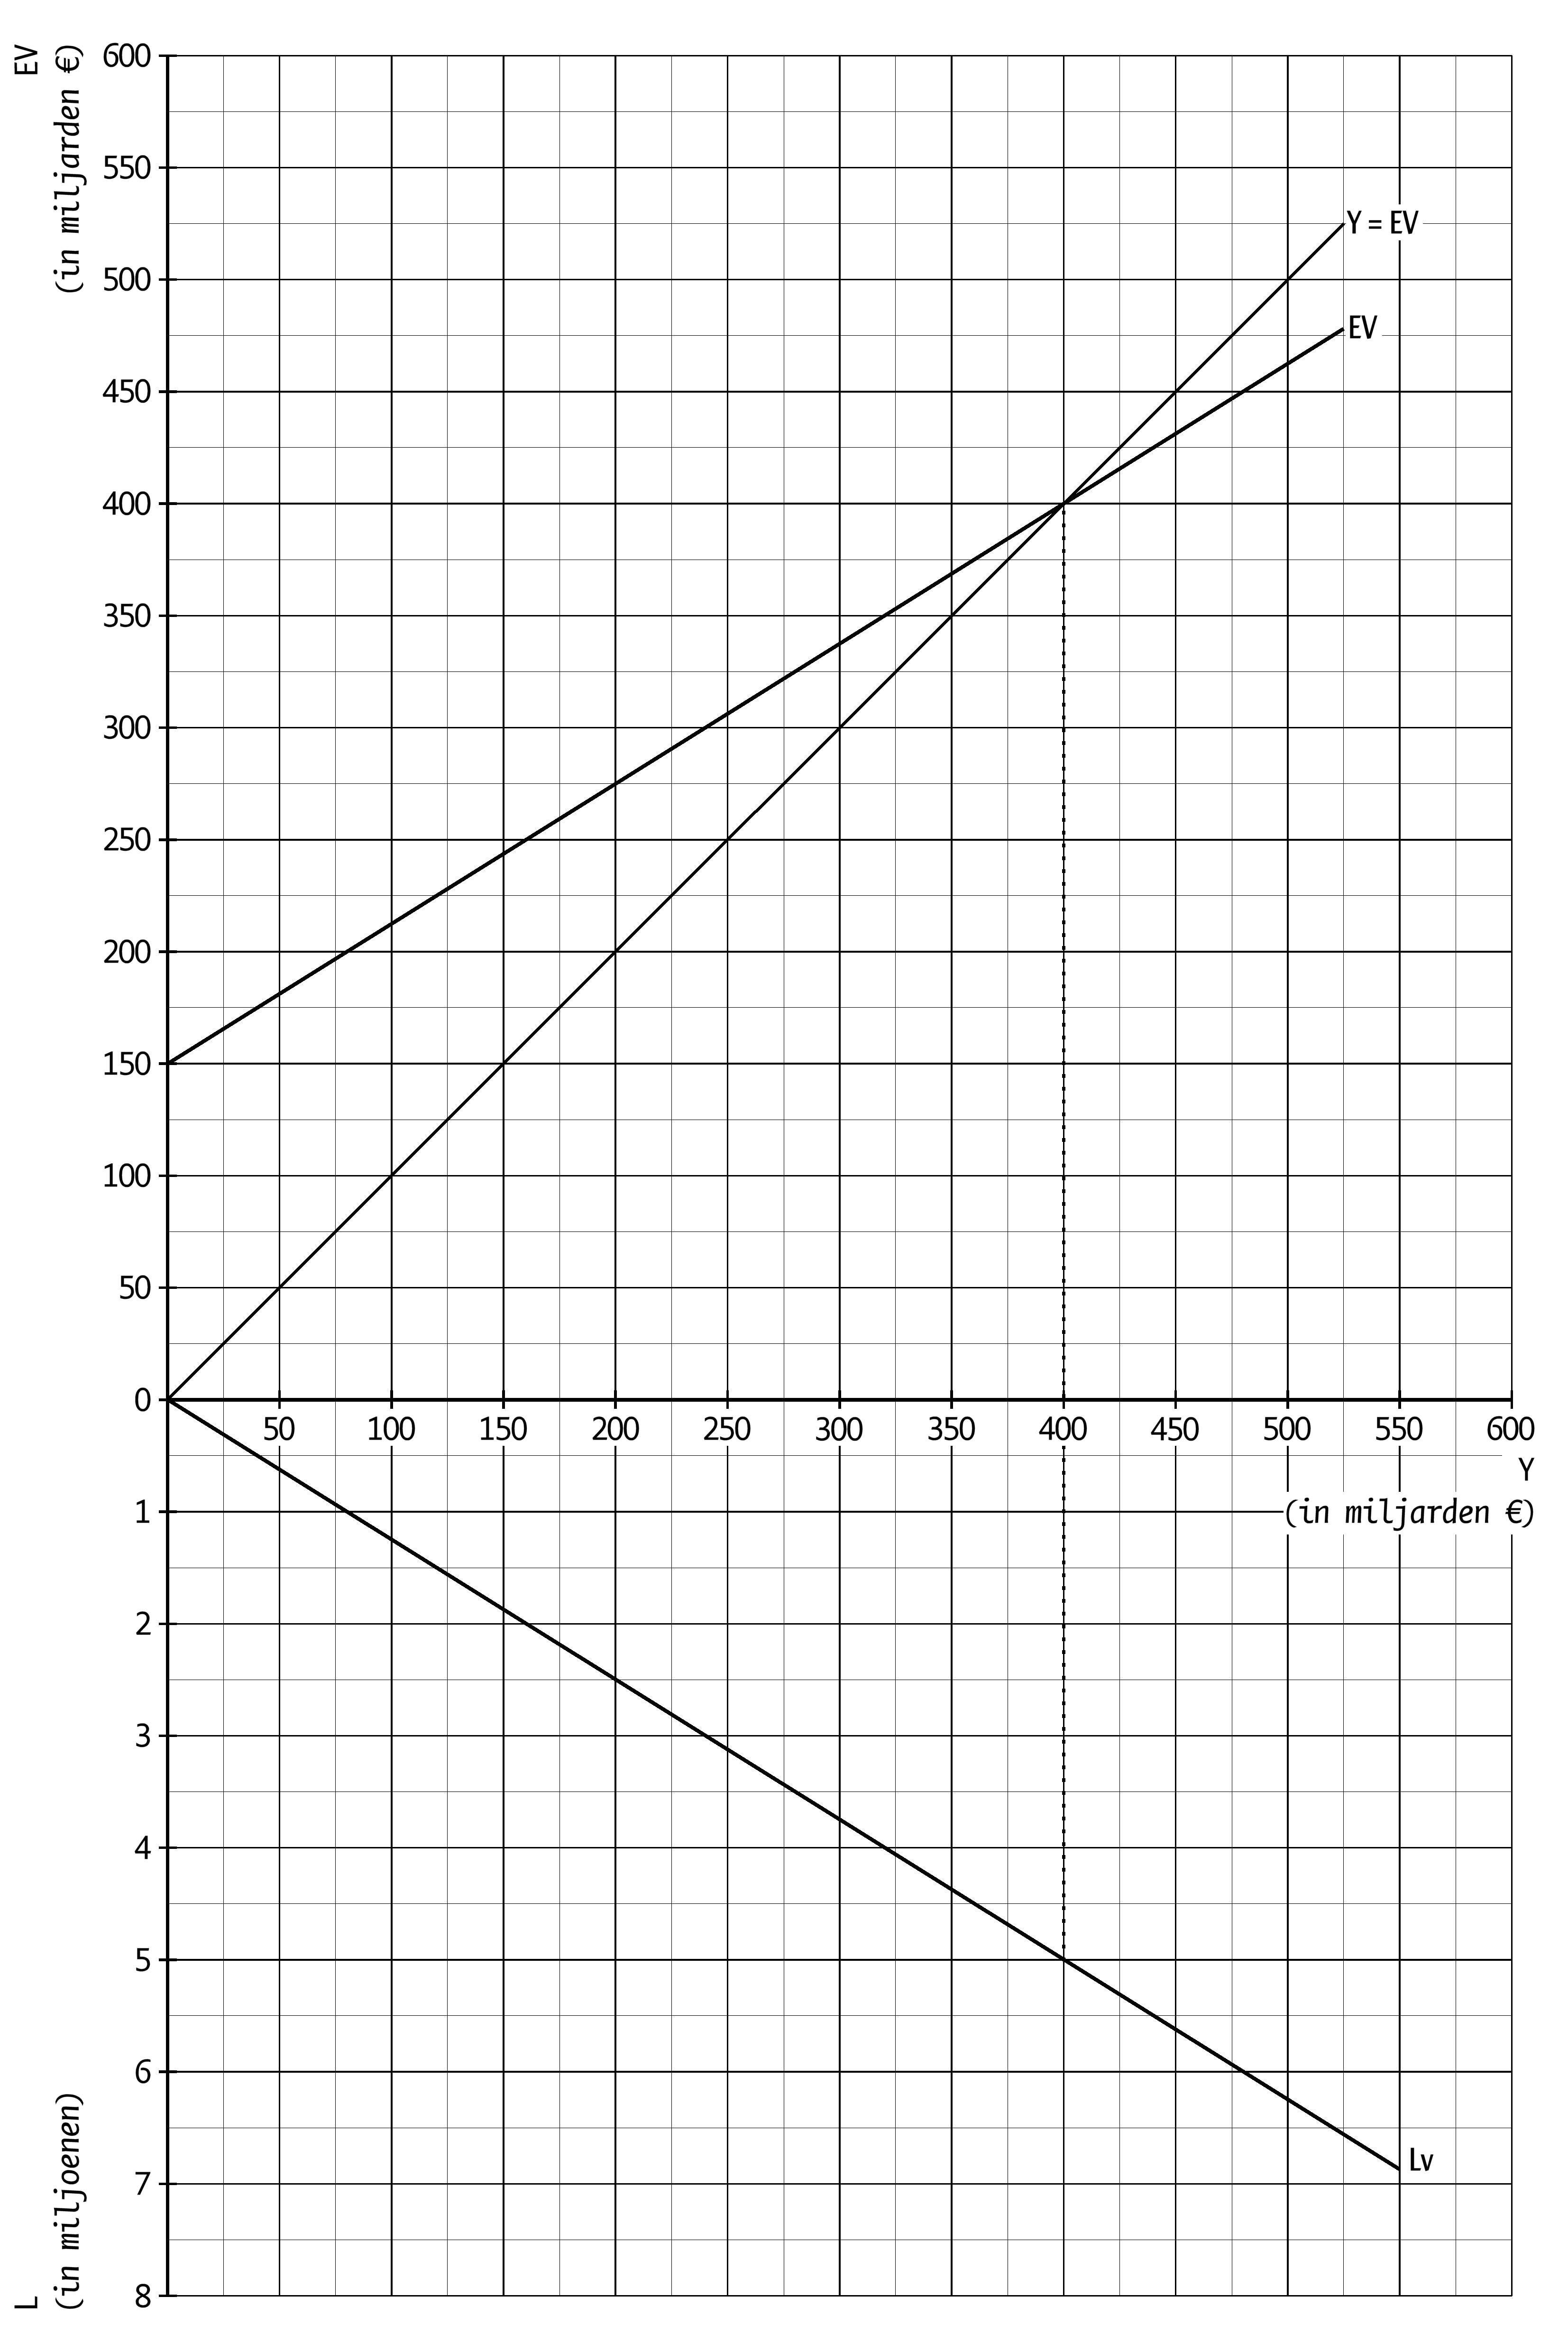 EV
(in miljarden €)
600
550
500
450
400
350
300
250
200
150
100
50
0
Y = EV
EV
50 100 150 200 250 300 350 400 450 500 550 600
Y
(in miljarden €)
1
2
3
4
5
6
7
8
Lv
L
(in miljoenen)